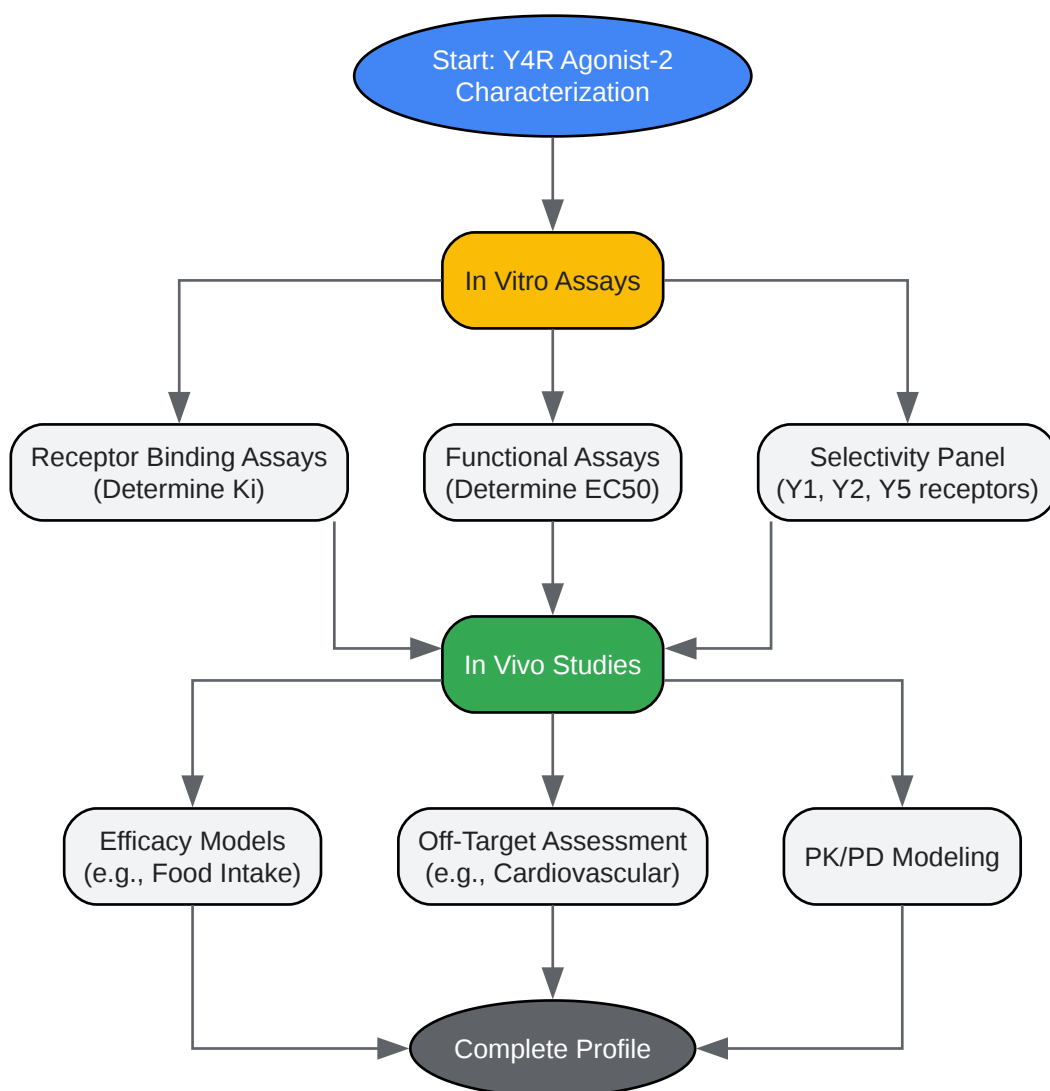 Start: Y4R Agonist-2
Characterization
In Vitro Assays
Receptor Binding Assays
(Determine Ki)
Functional Assays
(Determine EC50)
Selectivity Panel
(Y1, Y2, Y5 receptors)
In Vivo Studies
Efficacy Models
(e.g., Food Intake)
Off-Target Assessment
(e.g., Cardiovascular)
PK/PD Modeling
Complete Profile